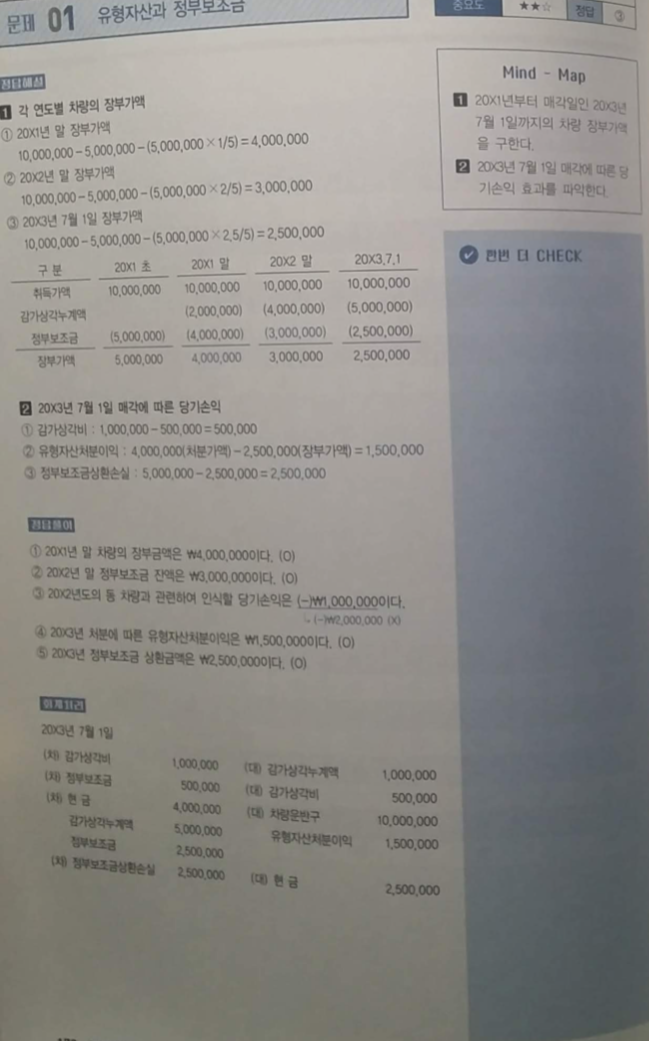 문제 01 유형자산과 정부보조금
중요도 ★★☆ 정답 ③
정답해설
1 각 연도별 차량의 장부가액
① 20X1년 말 장부가액
10,000,000-5,000,000-(5,000,000×1/5)=4,000,000
② 20X2년 말 장부가액
10,000,000-5,000,000-(5,000,000×2/5)=3,000,000
③ 20X3년 7월 1일 장부가액
10,000,000-5,000,000-(5,000,000×2.5/5)=2,500,000
구 분 20X1 초 20X1 말 20X2 말 20X3.7.1
취득가액 10,000,000 10,000,000 10,000,000 10,000,000
감가상각누계액 (2,000,000) (4,000,000) (5,000,000)
정부보조금 (5,000,000) (4,000,000) (3,000,000) (2,500,000)
장부가액 5,000,000 4,000,000 3,000,000 2,500,000
2 20X3년 7월 1일 매각에 따른 당기손익
① 감가상각비 : 1,000,000-500,000=500,000
② 유형자산처분이익 : 4,000,000(처분가액)-2,500,000(장부가액)=1,500,000
③ 정부보조금상환손실 : 5,000,000-2,500,000=2,500,000
정답풀이
① 20X1년 말 차량의 장부금액은 ₩4,000,000이다. (O)
② 20X2년 말 정부보조금 잔액은 ₩3,000,000이다. (O)
③ 20X2년도의 동 차량과 관련하여 인식할 당기손익은 (-)₩1,000,000이다.
(-)₩2,000,000 (X)
④ 20X3년 처분에 따른 유형자산처분이익은 ₩1,500,000이다. (O)
⑤ 20X3년 정부보조금 상환금액은 ₩2,500,000이다. (O)
회계처리
20X3년 7월 1일
(차) 감가상각비 1,000,000 (대) 감가상각누계액 1,000,000
(차) 정부보조금 500,000 (대) 감가상각비 500,000
(차) 현 금 4,000,000 (대) 차량운반구 10,000,000
감가상각누계액 5,000,000 유형자산처분이익 1,500,000
정부보조금 2,500,000
(차) 정부보조금상환손실 2,500,000 (대) 현 금 2,500,000
Mind - Map
1 20X1년부터 매각일인 20X3년
7월 1일까지의 차량 장부가액
을 구한다.
2 20X3년 7월 1일 매각에 따른 당
기손익 효과를 파악한다.
한번 더 CHECK